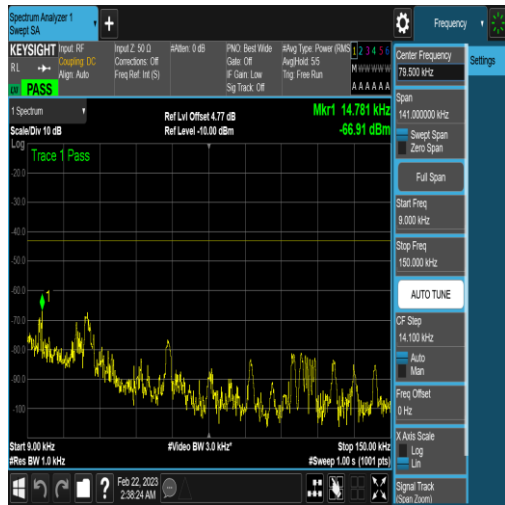 Spectrum Analyzer 1
Swept SA
Frequency
KEYSIGHT
Input: RF
Coupling: DC
Align: Auto
Input Z: 50 Ω
Corrections: Off
Freq Ref: Int (S)
#Atten: 0 dB
PNO: Best Wide
Gate: Off
IF Gain: Low
Sig Track: Off
#Avg Type: Power (RMS
Avg|Hold: 5/5
Trig: Free Run
1 2 3 4 5 6
M W W W W W
A A A A A A
R L
PASS
1 Spectrum
Scale/Div 10 dB
Ref Lvl Offset 4.77 dB
Ref Level -10.00 dBm
Mkr1 14.781 kHz
-66.91 dBm
Log
Trace 1 Pass
-20.0
-30.0
-40.0
-50.0
-60.0
-70.0
-80.0
-90.0
-100
1
Start 9.00 kHz
#Res BW 1.0 kHz
#Video BW 3.0 kHz*
Stop 150.00 kHz
#Sweep 1.00 s (1001 pts)
Center Frequency
79.500 kHz
Settings
Span
141.000000 kHz
Swept Span
Zero Span
Full Span
Start Freq
9.000 kHz
Stop Freq
150.000 kHz
AUTO TUNE
CF Step
14.100 kHz
Auto
Man
Freq Offset
0 Hz
X Axis Scale
Log
Lin
Signal Track
(Span Zoom)
?
Feb 22, 2023
2:38:24 AM